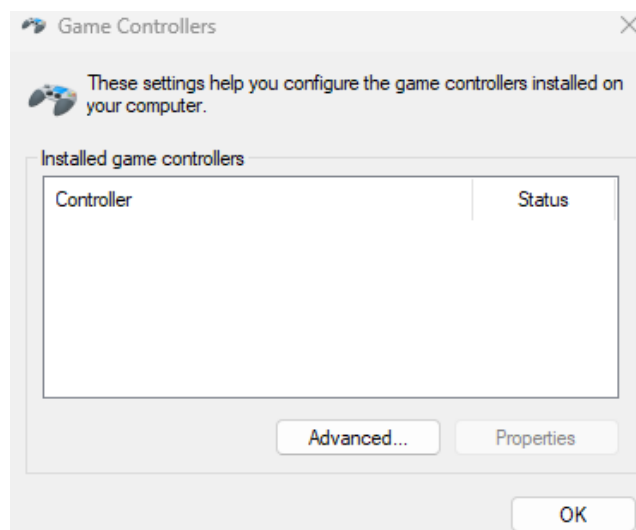 Game Controllers
These settings help you configure the game controllers installed on
your computer.
Installed game controllers
Controller Status
Advanced... Properties
OK